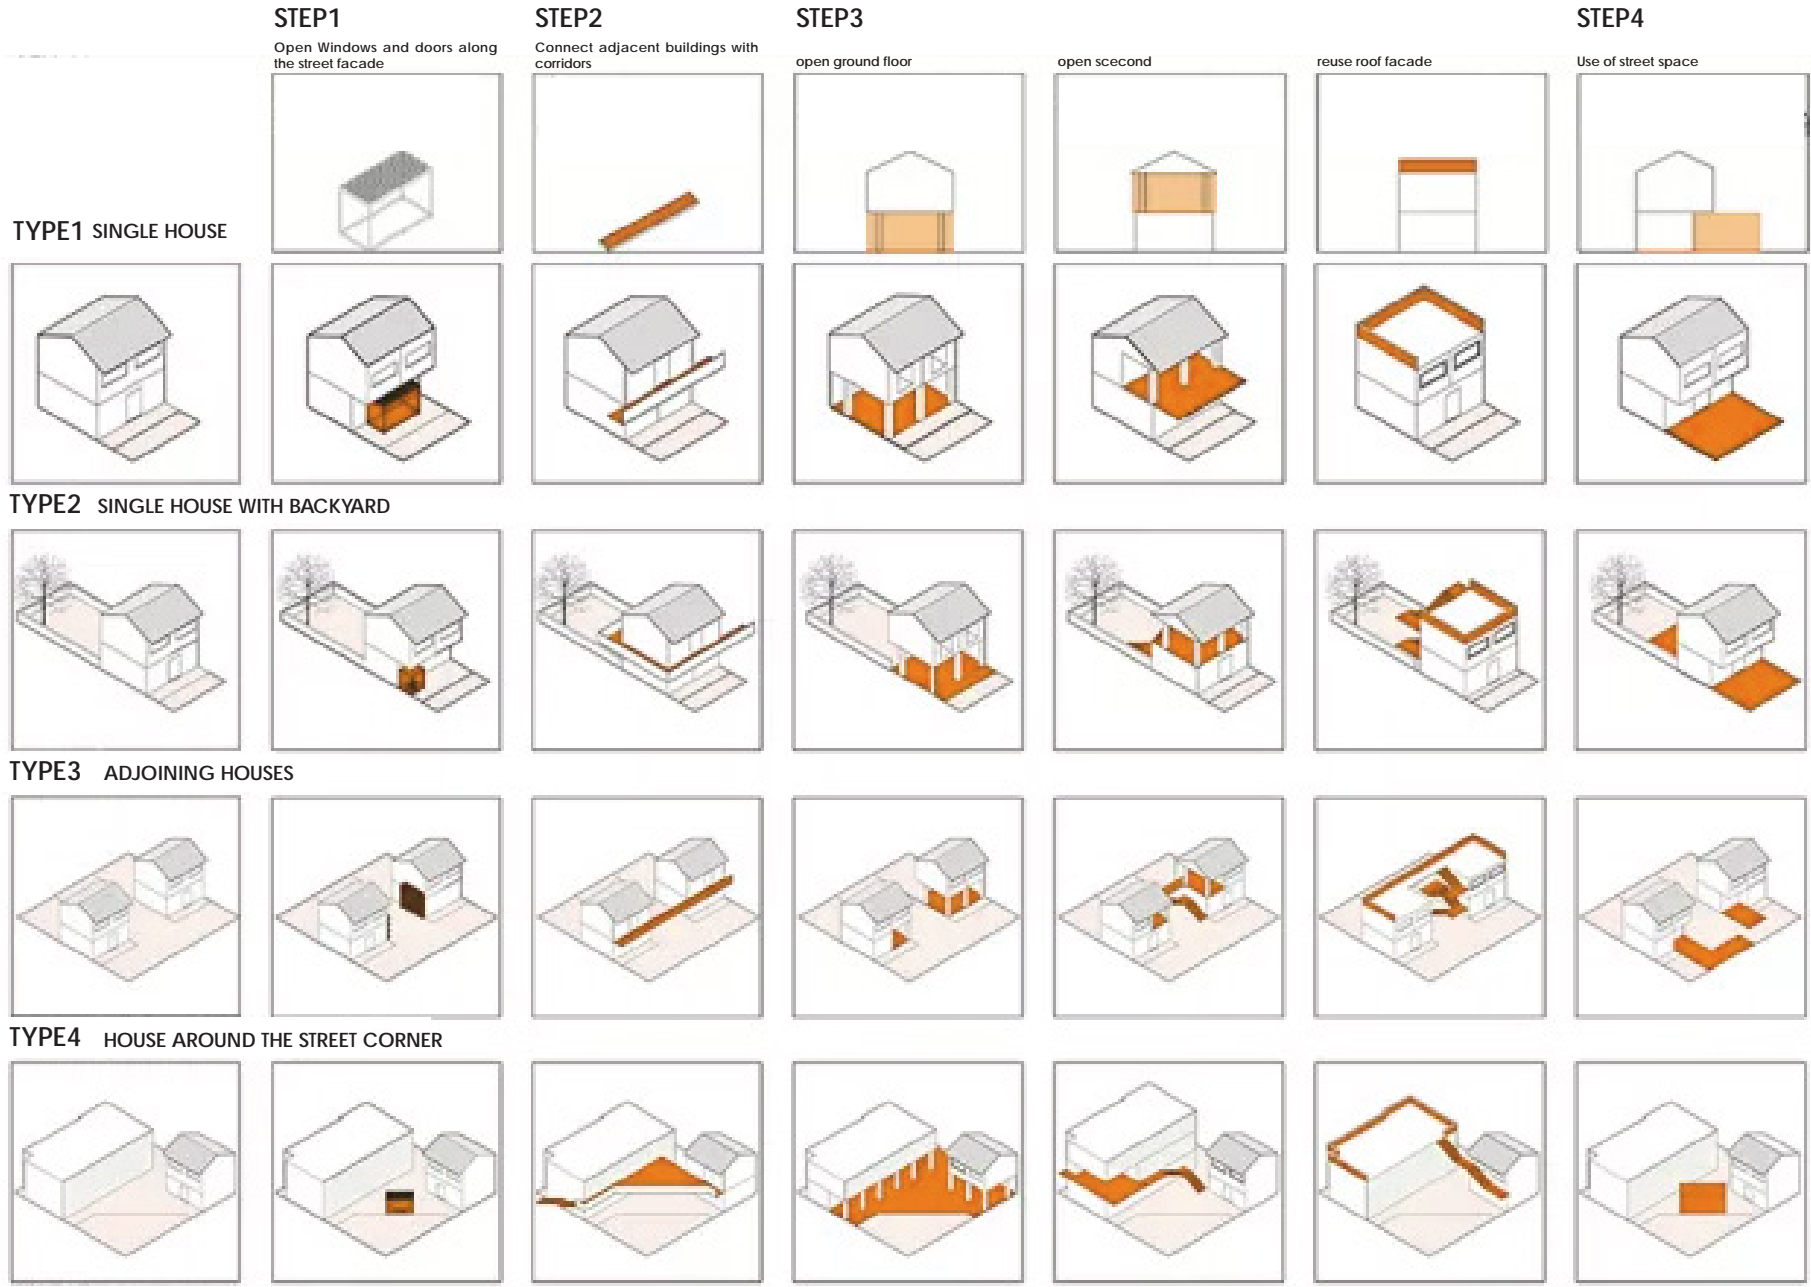 STEP1
STEP2
STEP3
STEP4
Open Windows and doors along
the street facade
Connect adjacent buildings with
corridors
open ground floor
open scecond
reuse roof facade
Use of street space
TYPE1 SINGLE HOUSE
TYPE2 SINGLE HOUSE WITH BACKYARD
TYPE3 ADJOINING HOUSES
TYPE4 HOUSE AROUND THE STREET CORNER